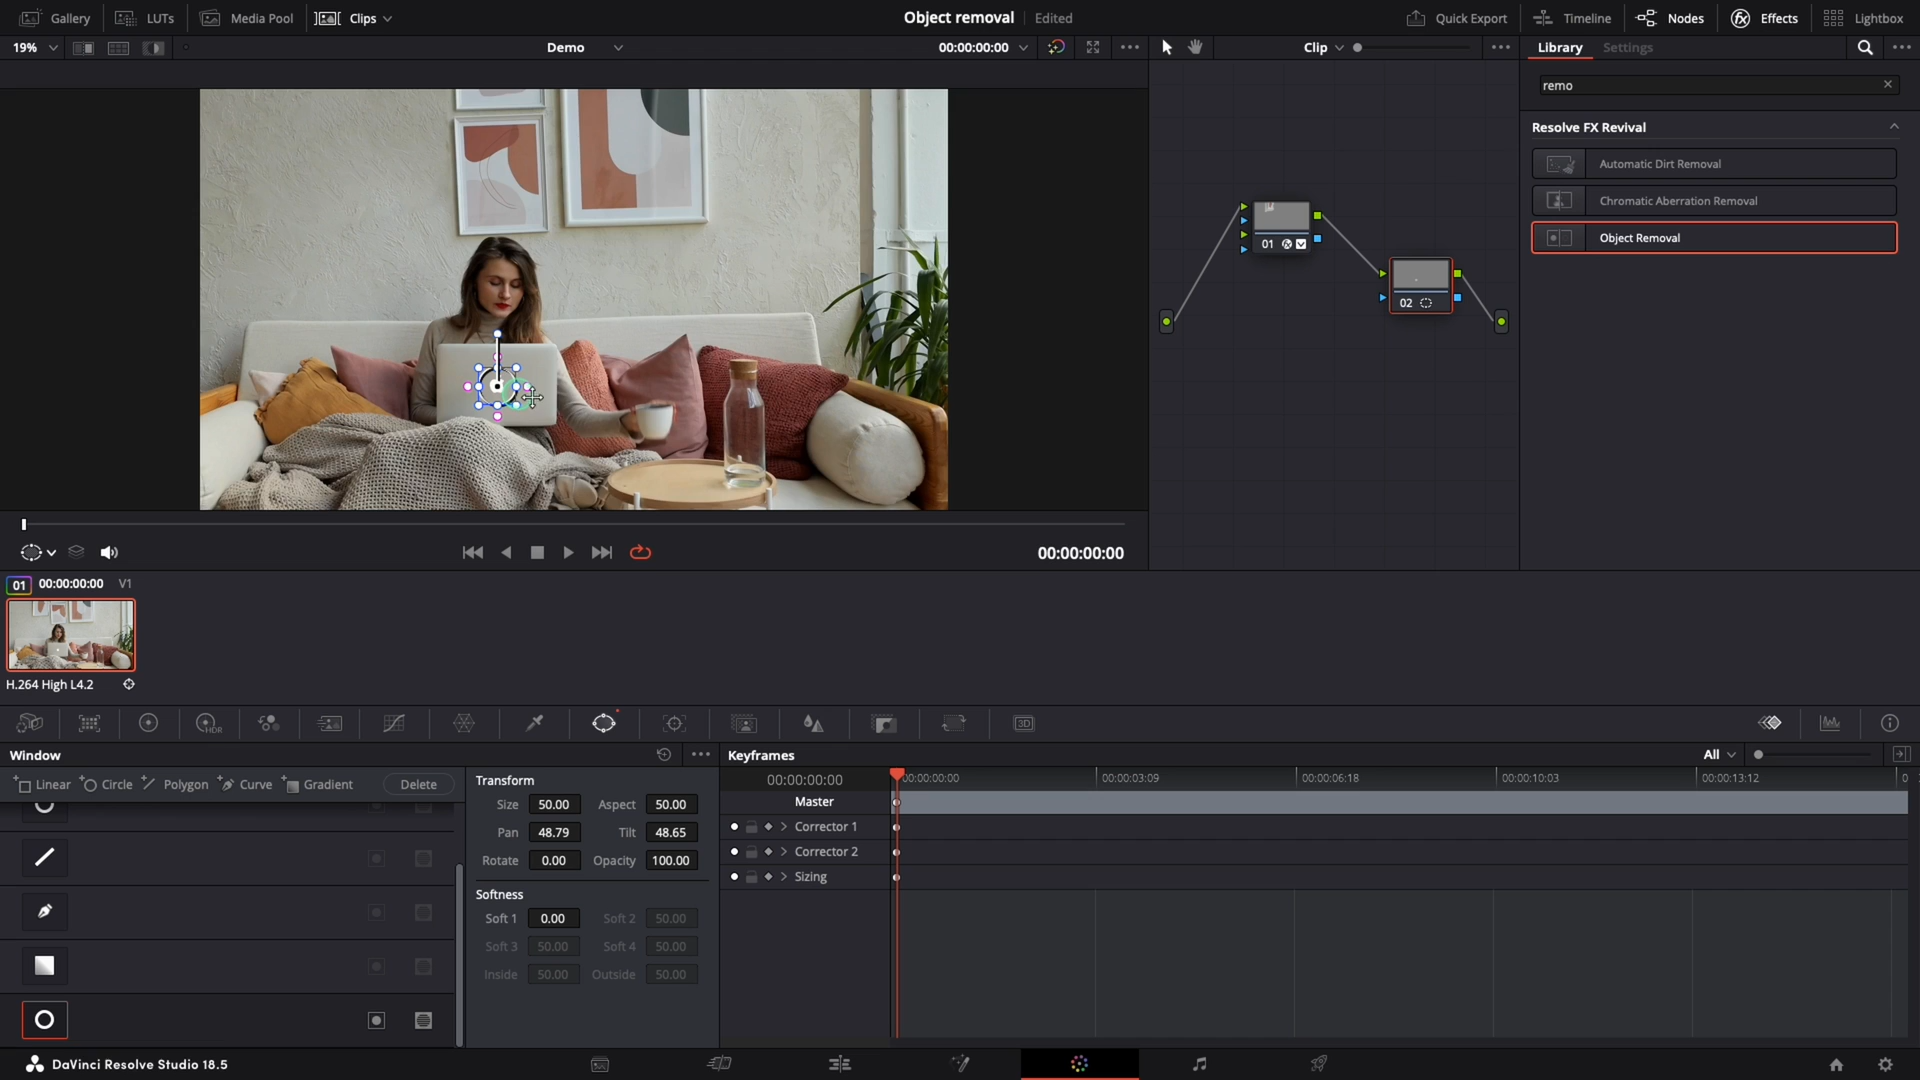 Gallery LUTs Media Pool Clips Object removal Edited Quick Export Timeline Nodes Effects Lightbox
19% Demo 00:00:00:00 Clip Library Settings
remo
Resolve FX Revival
Automatic Dirt Removal
Chromatic Aberration Removal
Object Removal
01
02
00:00:00:00
01 00:00:00:00 V1
H.264 High L4.2
HDR 3D
Window Keyframes All
Linear Circle Polygon Curve Gradient Delete
Transform
Size 50.00 Aspect 50.00
Pan 48.79 Tilt 48.65
Rotate 0.00 Opacity 100.00
Softness
Soft 1 0.00 Soft 2 50.00
Soft 3 50.00 Soft 4 50.00
Inside 50.00 Outside 50.00
00:00:00:00 00:00:00:00 00:00:03:09 00:00:06:18 00:00:10:03 00:00:13:12 0
Master
Corrector 1
Corrector 2
Sizing
DaVinci Resolve Studio 18.5